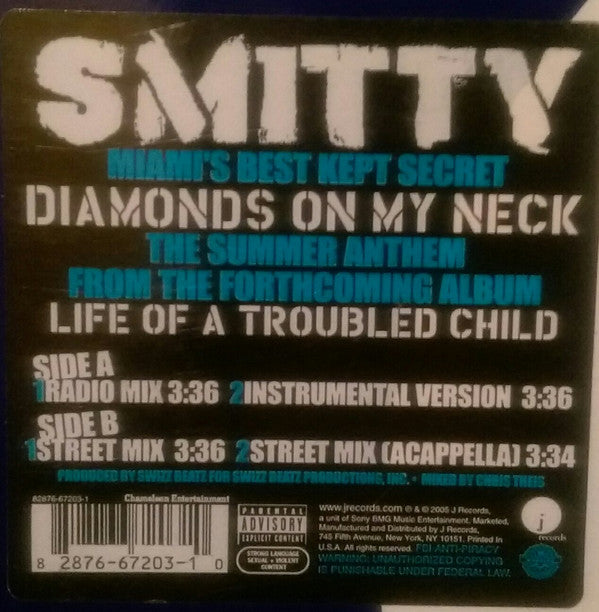 SMITTY
MIAMI'S BEST KEPT SECRET
DIAMONDS ON MY NECK
THE SUMMER ANTHEM
FROM THE FORTHCOMING ALBUM
LIFE OF A TROUBLED CHILD
SIDE A
1 RADIO MIX 3:36 2 INSTRUMENTAL VERSION 3:36
SIDE B
1 STREET MIX 3:36 2 STREET MIX (ACAPPELLA) 3:34
PRODUCED BY SWIZZ BEATZ FOR SWIZZ BEATZ PRODUCTIONS, INC. • MIXED BY CHRIS THEIS
82876-67203-1 Chameleon Entertainment
8 2876-67203-1 0
PARENTAL
ADVISORY
EXPLICIT CONTENT
STRONG LANGUAGE
SEXUAL + VIOLENT
CONTENT
www.jrecords.com ℗ & © 2005 J Records,
a unit of Sony BMG Music Entertainment. Marketed,
Manufactured and Distributed by J Records,
745 Fifth Avenue, New York, NY 10151. Printed In
U.S.A. All rights reserved. FBI ANTI-PIRACY
WARNING: UNAUTHORIZED COPYING
IS PUNISHABLE UNDER FEDERAL LAW.
j
records